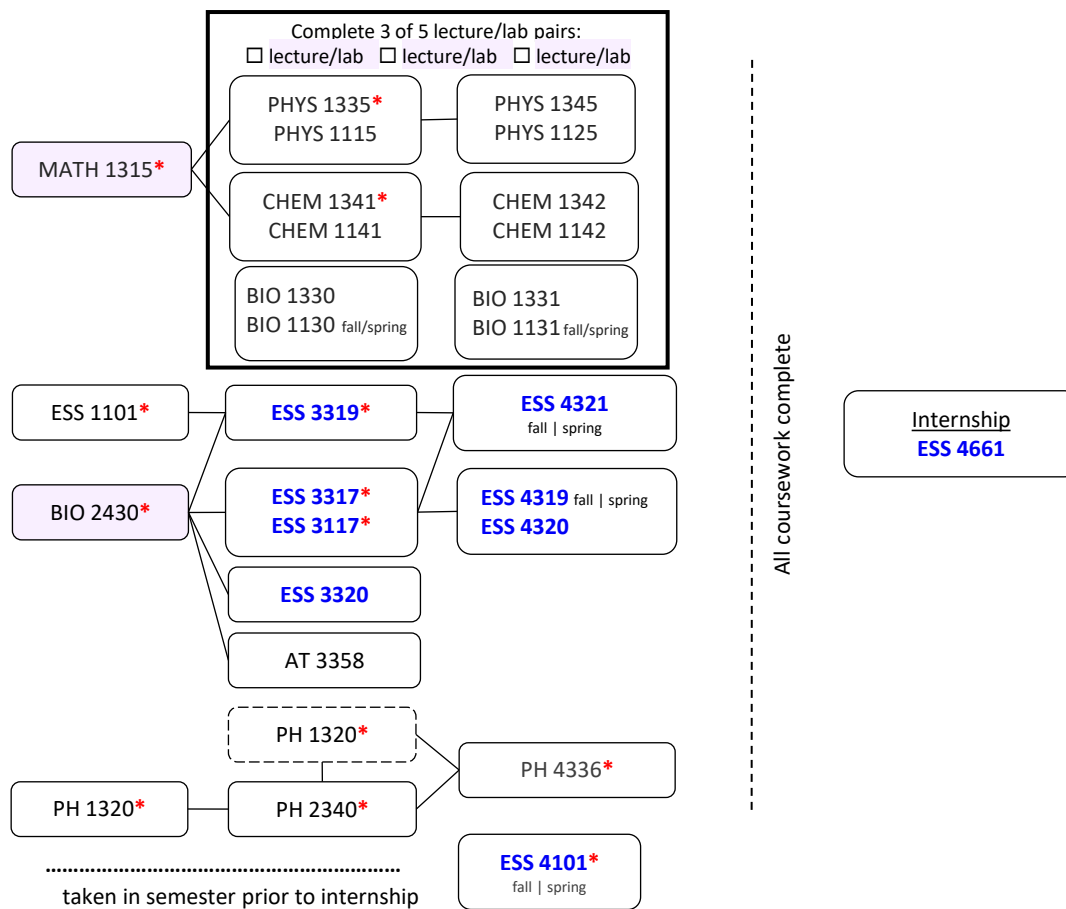 Complete 3 of 5 lecture/lab pairs:
☐ lecture/lab ☐ lecture/lab ☐ lecture/lab
MATH 1315*
PHYS 1335*
PHYS 1115
PHYS 1345
PHYS 1125
CHEM 1341*
CHEM 1141
CHEM 1342
CHEM 1142
BIO 1330
BIO 1130 fall/spring
BIO 1331
BIO 1131 fall/spring
ESS 1101*
ESS 3319*
ESS 4321
fall | spring
BIO 2430*
ESS 3317*
ESS 3117*
ESS 4319 fall | spring
ESS 4320
ESS 3320
AT 3358
PH 1320*
PH 1320*
PH 2340*
PH 4336*
ESS 4101*
fall | spring
taken in semester prior to internship
All coursework complete
Internship
ESS 4661